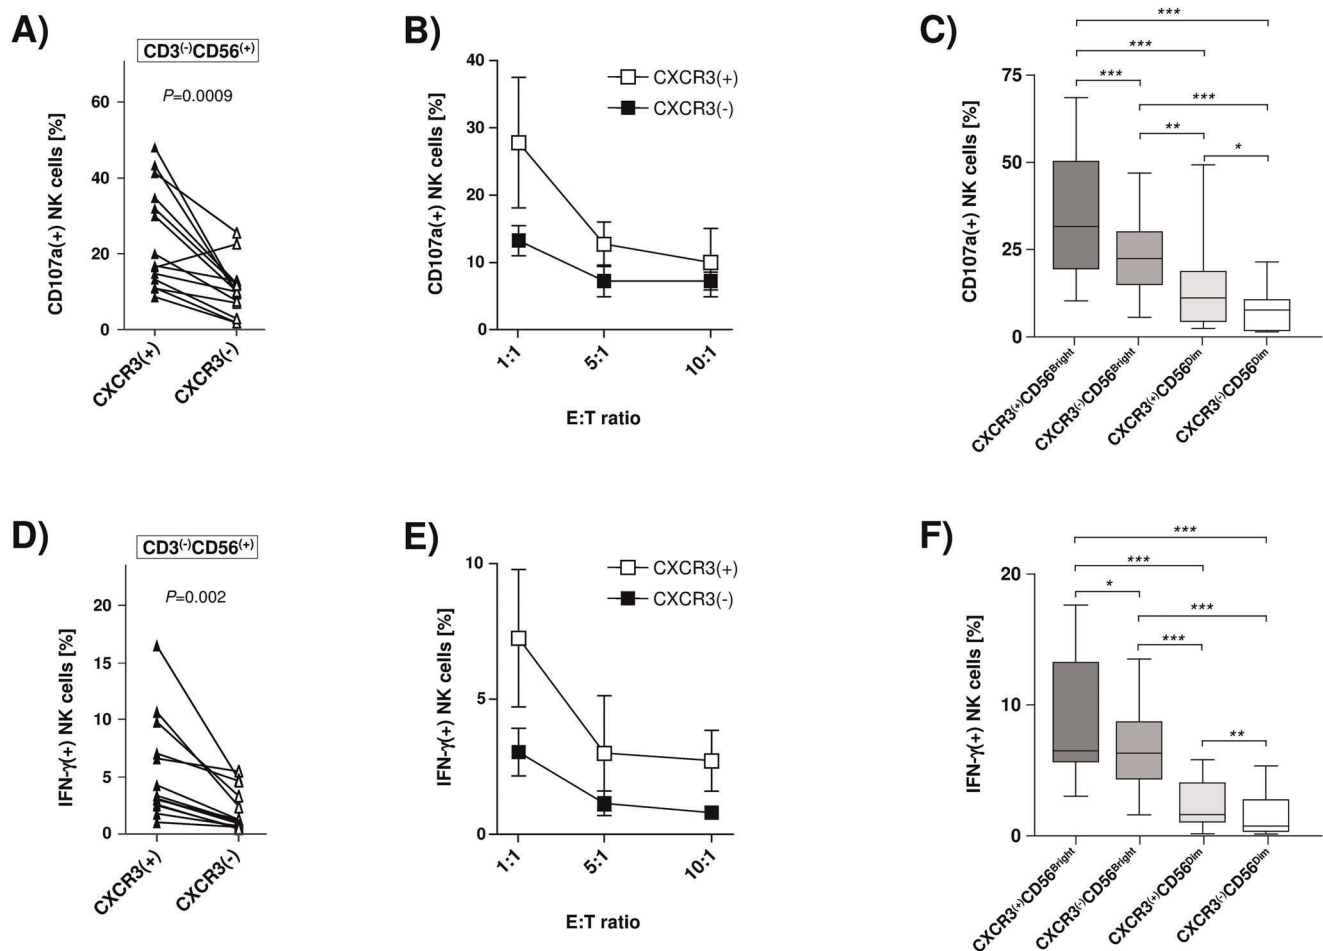 A)
CD3(-)CD56(+)
P=0.0009
CD107a(+) NK cells [%]
60
40
20
0
CXCR3(+)
CXCR3(-)
B)
CD107a(+) NK cells [%]
40
30
20
10
0
CXCR3(+)
CXCR3(-)
1:1
5:1
10:1
E:T ratio
C)
CD107a(+) NK cells [%]
75
50
25
0
***
***
***
***
**
*
CXCR3(+)CD56Bright
CXCR3(-)CD56Bright
CXCR3(+)CD56Dim
CXCR3(-)CD56Dim
D)
CD3(-)CD56(+)
P=0.002
IFN-γ(+) NK cells [%]
20
15
10
5
0
CXCR3(+)
CXCR3(-)
E)
IFN-γ(+) NK cells [%]
10
5
0
CXCR3(+)
CXCR3(-)
1:1
5:1
10:1
E:T ratio
F)
IFN-γ(+) NK cells [%]
20
10
0
***
***
*
***
***
**
CXCR3(+)CD56Bright
CXCR3(-)CD56Bright
CXCR3(+)CD56Dim
CXCR3(-)CD56Dim